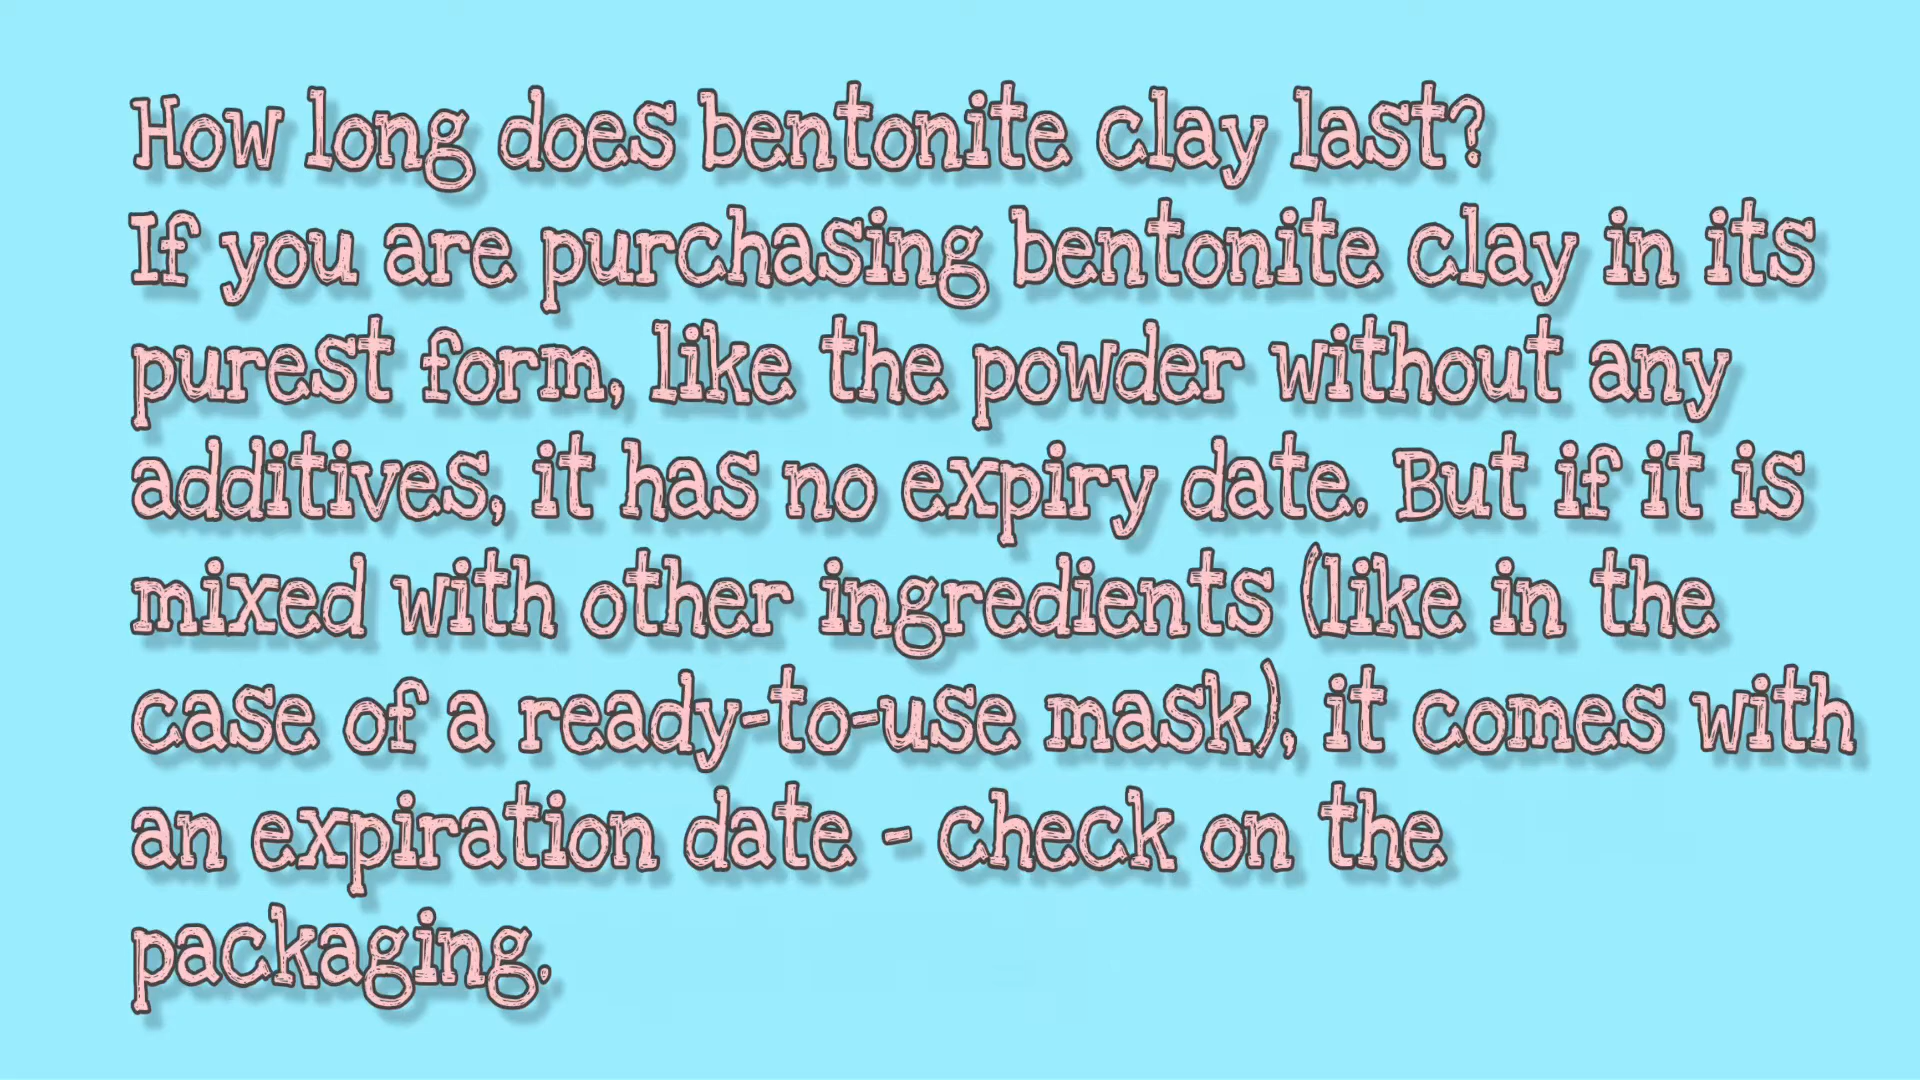 How long does bentonite clay last?
If you are purchasing bentonite clay in its
purest form, like the powder without any
additives, it has no expiry date. But if it is
mixed with other ingredients (like in the
case of a ready-to-use mask), it comes with
an expiration date - check on the
packaging.